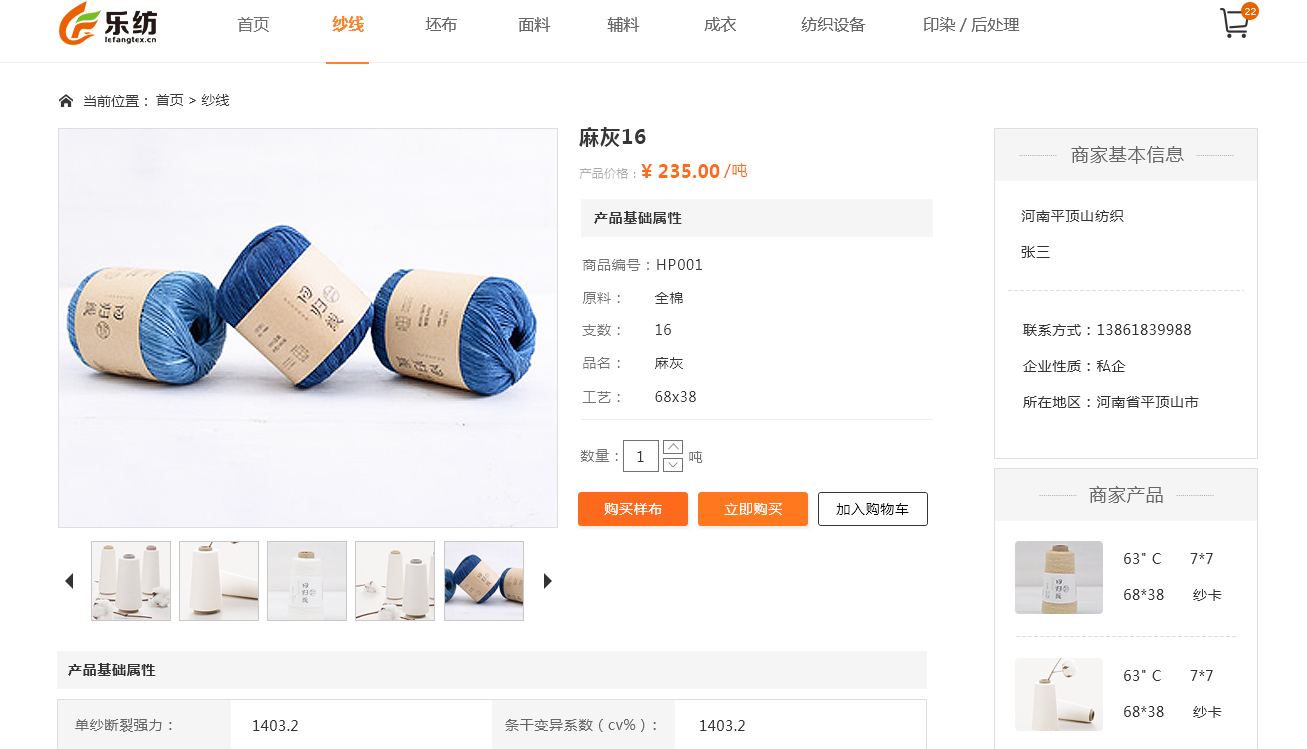 乐纺
lefangtex.cn
首页 纱线 坯布 面料 辅料 成衣 纺织设备 印染 / 后处理
22
当前位置： 首页 > 纱线
麻灰16
产品价格：¥ 235.00 /吨
产品基础属性
商品编号：HP001
原料： 全棉
支数： 16
品名： 麻灰
工艺： 68x38
数量： 1 吨
购买样布 立即购买 加入购物车
商家基本信息
河南平顶山纺织
张三
联系方式：13861839988
企业性质：私企
所在地区：河南省平顶山市
商家产品
63" C 7*7
68*38 纱卡
63" C 7*7
68*38 纱卡
产品基础属性
单纱断裂强力： 1403.2 条干变异系数（cv%）： 1403.2